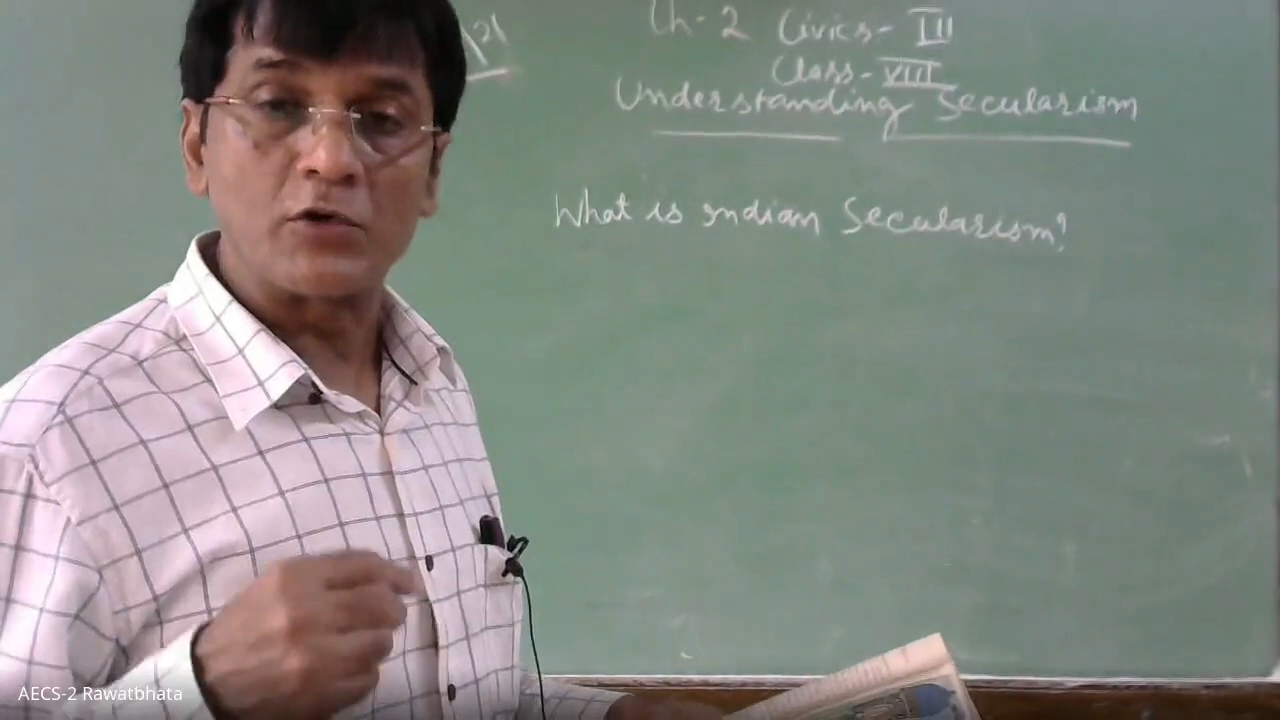 Ch-2 Civics- III
Class- VIII
Understanding Secularism
What is Indian Secularism?
AECS-2 Rawatbhata